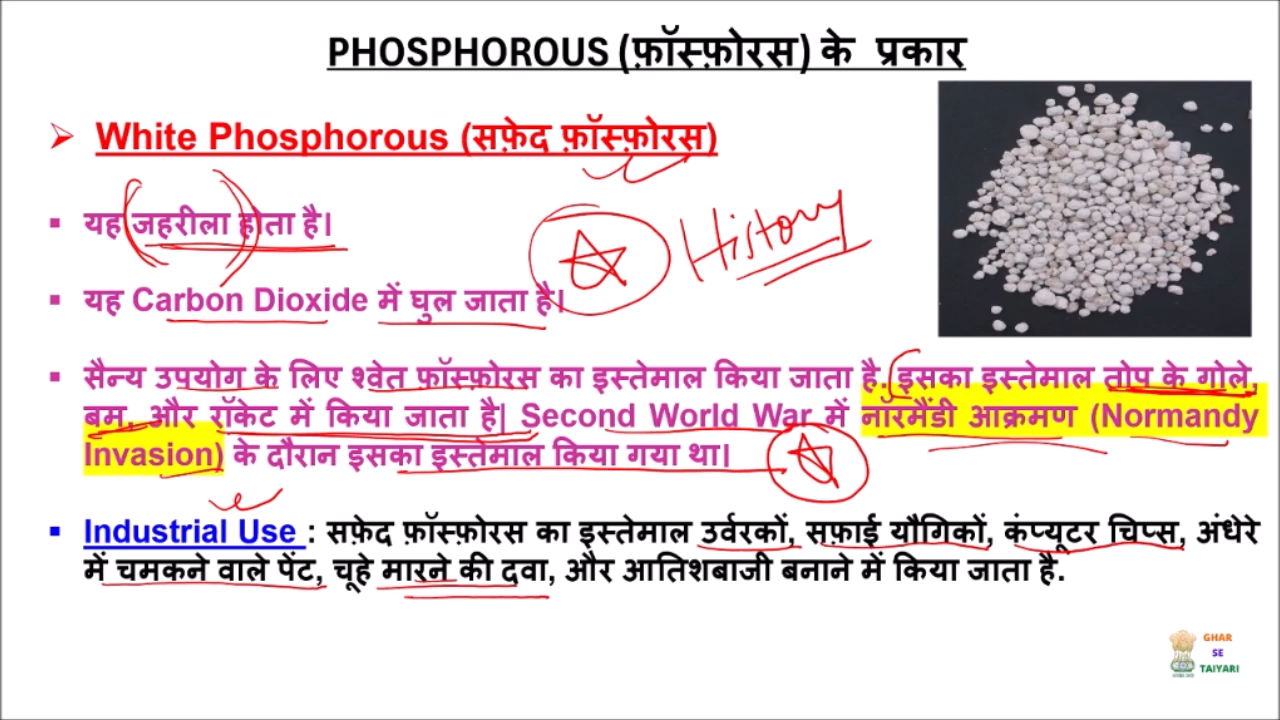 PHOSPHOROUS (फ़ॉस्फ़ोरस) के प्रकार
➢ White Phosphorous (सफ़ेद फ़ॉस्फ़ोरस)
▪ यह जहरीला होता है।
History
▪ यह Carbon Dioxide में घुल जाता है।
▪ सैन्य उपयोग के लिए श्वेत फ़ॉस्फ़ोरस का इस्तेमाल किया जाता है. इसका इस्तेमाल तोप के गोले,
बम, और रॉकेट में किया जाता है| Second World War में नॉरमैंडी आक्रमण (Normandy
Invasion) के दौरान इसका इस्तेमाल किया गया था।
▪ Industrial Use : सफ़ेद फ़ॉस्फ़ोरस का इस्तेमाल उर्वरकों, सफ़ाई यौगिकों, कंप्यूटर चिप्स, अंधेरे
में चमकने वाले पेंट, चूहे मारने की दवा, और आतिशबाजी बनाने में किया जाता है.
GHAR
SE
TAIYARI